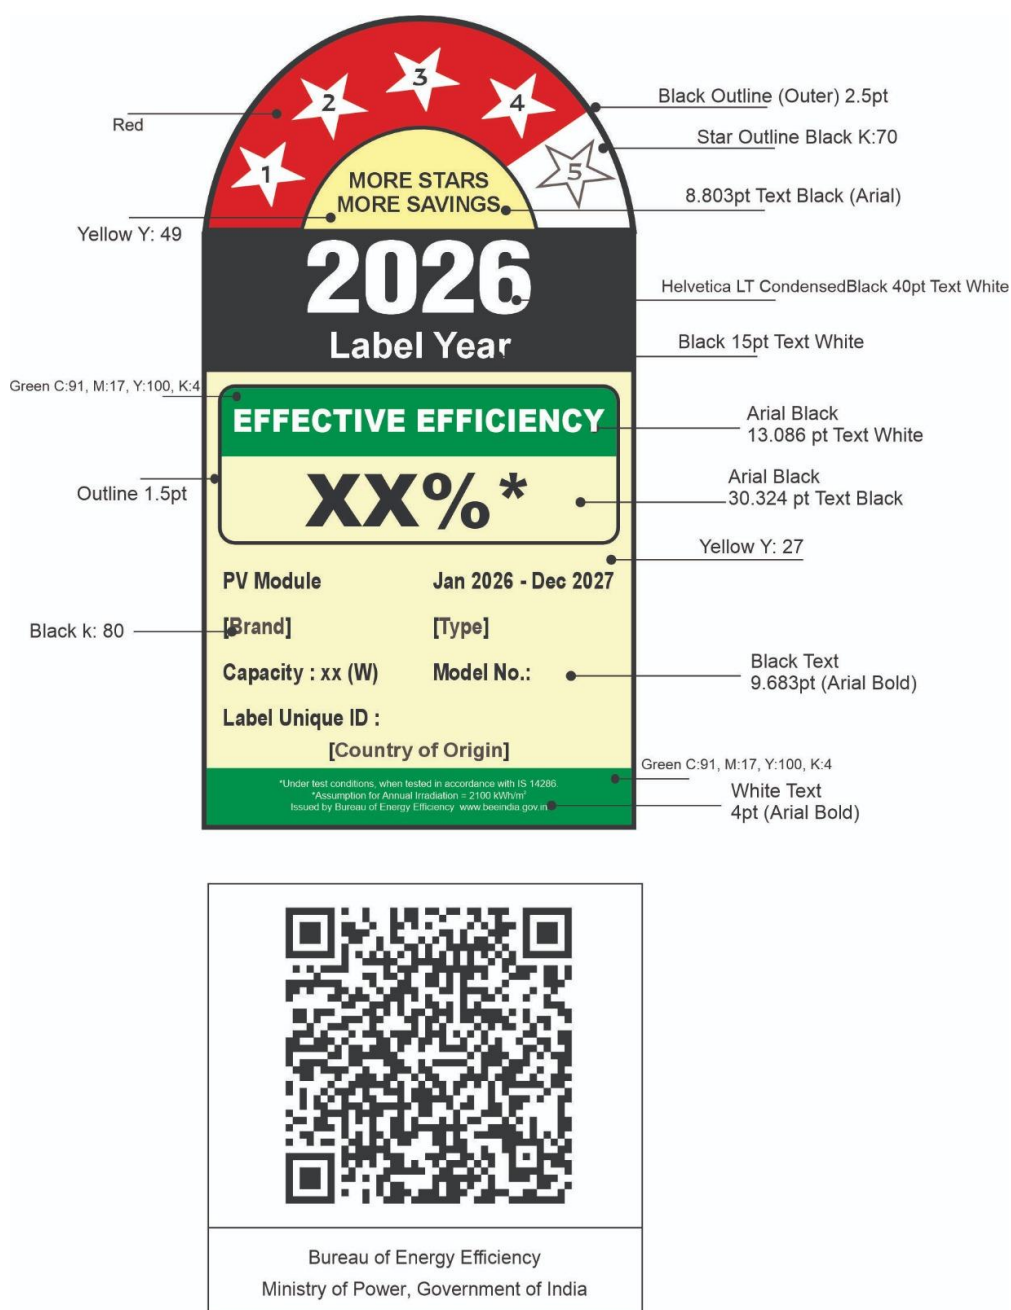 3
2
4
1
5
Black Outline (Outer) 2.5pt
Red
Star Outline Black K:70
MORE STARS
MORE SAVINGS
8.803pt Text Black (Arial)
Yellow Y: 49
2026
Helvetica LT CondensedBlack 40pt Text White
Label Year
Black 15pt Text White
Green C:91, M:17, Y:100, K:4
EFFECTIVE EFFICIENCY
Arial Black
13.086 pt Text White
Outline 1.5pt
XX%*
Arial Black
30.324 pt Text Black
Yellow Y: 27
PV Module Jan 2026 - Dec 2027
Black k: 80
[Brand] [Type]
Capacity : xx (W) Model No.:
Black Text
9.683pt (Arial Bold)
Label Unique ID :
[Country of Origin]
Green C:91, M:17, Y:100, K:4
*Under test conditions, when tested in accordance with IS 14286.
*Assumption for Annual Irradiation = 2100 kWh/m²
Issued by Bureau of Energy Efficiency www.beeindia.gov.in
White Text
4pt (Arial Bold)
Bureau of Energy Efficiency
Ministry of Power, Government of India